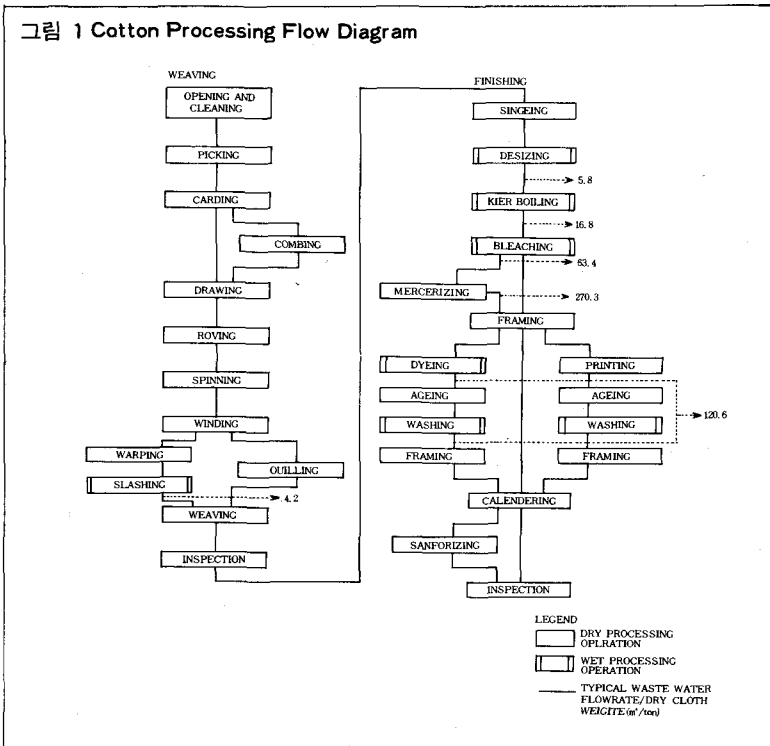 그림 1 Cotton Processing Flow Diagram
WEAVING
OPENING AND
CLEANING
PICKING
CARDING
COMBING
DRAWING
ROVING
SPINNING
WINDING
WARPING
OUILLING
SLASHING
4.2
WEAVING
INSPECTION
FINISHING
SINGEING
DESIZING
5.8
KIER BOILING
16.8
BLEACHING
63.4
MERCERIZING
270.3
FRAMING
DYEING
PRINTING
AGEING
AGEING
120.6
WASHING
WASHING
FRAMING
FRAMING
CALENDERING
SANFORIZING
INSPECTION
LEGEND
DRY PROCESSING
OPLRATION
WET PROCESSING
OPERATION
TYPICAL WASTE WATER
FLOWRATE/DRY CLOTH
WEIGITE (m³/ton)